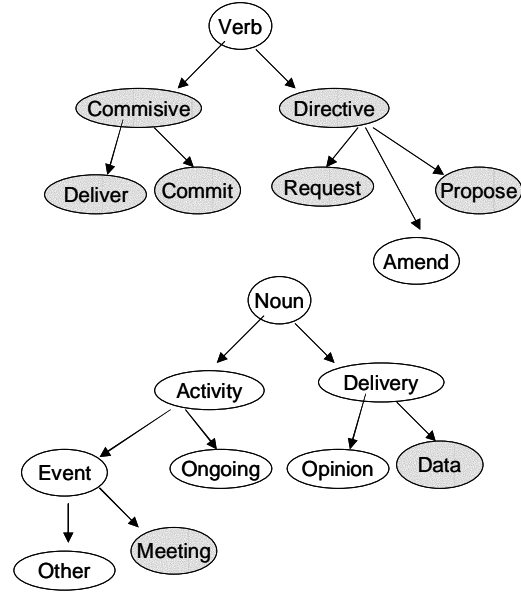 Verb
Commisive
Directive
Deliver
Commit
Request
Propose
Amend
Noun
Activity
Delivery
Event
Ongoing
Opinion
Data
Other
Meeting